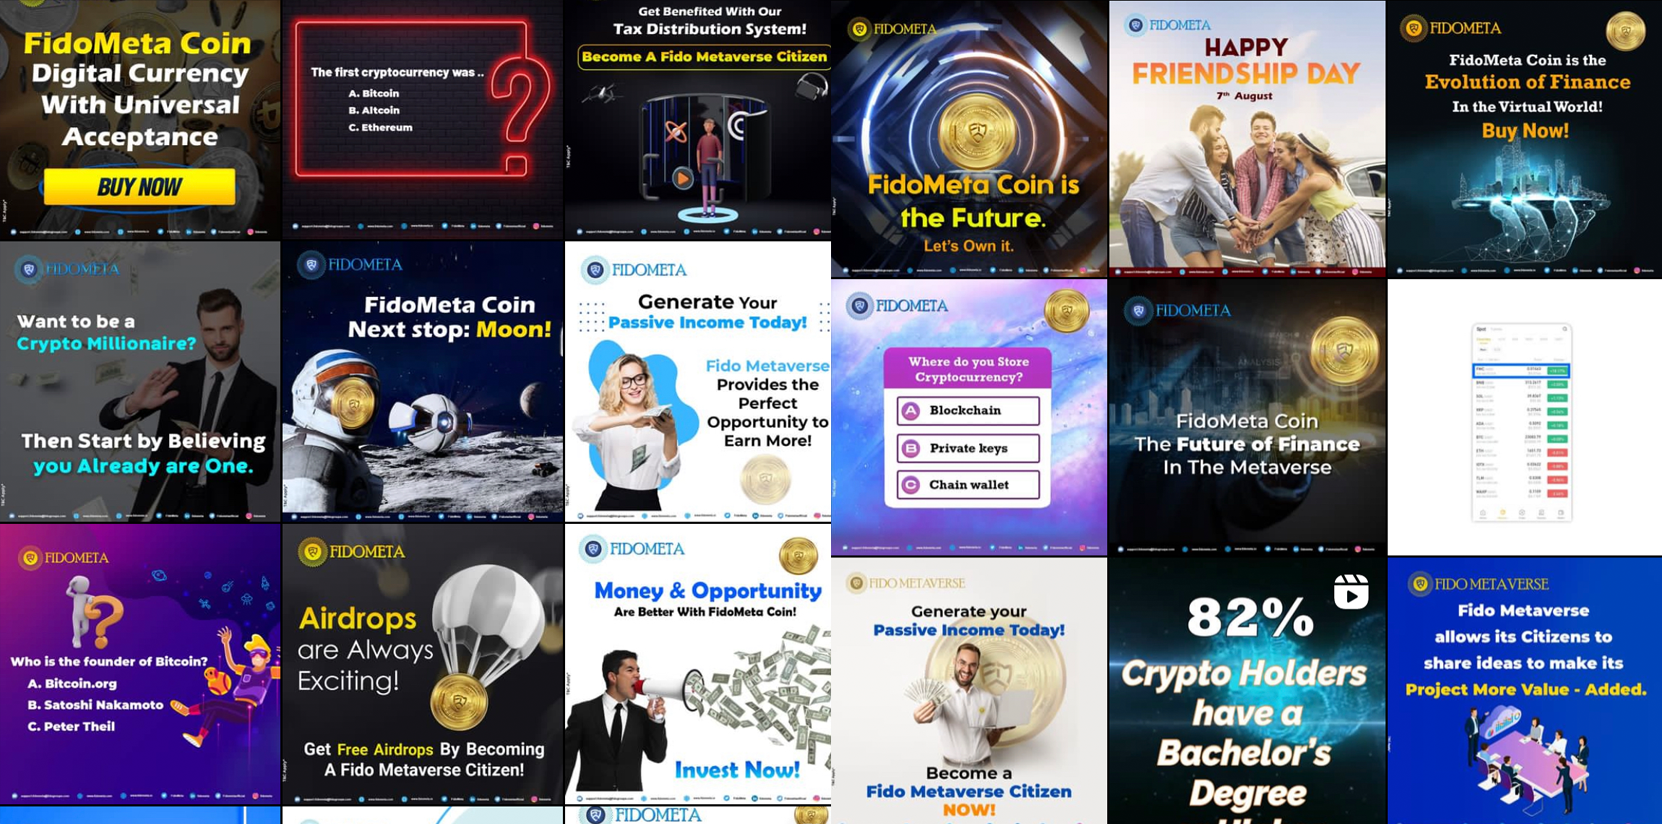 FidoMeta Coin
Digital Currency
With Universal
Acceptance
BUY NOW
The first cryptocurrency was ..
A. Bitcoin
B. Altcoin
C. Ethereum
Get Benefited With Our
Tax Distribution System!
Become A Fido Metaverse Citizen
FIDOMETA
FidoMeta Coin is
the Future.
Let's Own it.
FIDOMETA
HAPPY
FRIENDSHIP DAY
7th August
FIDOMETA
FidoMeta Coin is the
Evolution of Finance
In the Virtual World!
Buy Now!
FIDOMETA
Want to be a
Crypto Millionaire?
Then Start by Believing
you Already are One.
FIDOMETA
FidoMeta Coin
Next stop: Moon!
FIDOMETA
Generate Your
Passive Income Today!
Fido Metaverse
Provides the
Perfect
Opportunity to
Earn More!
FIDOMETA
Where do you Store
Cryptocurrency?
A Blockchain
B Private keys
C Chain wallet
FIDOMETA
ANALYSIS
FidoMeta Coin
The Future of Finance
In The Metaverse
FIDOMETA
Who is the founder of Bitcoin?
A. Bitcoin.org
B. Satoshi Nakamoto
C. Peter Theil
FIDOMETA
Airdrops
are Always
Exciting!
Get Free Airdrops By Becoming
A Fido Metaverse Citizen!
FIDOMETA
Money & Opportunity
Are Better With FidoMeta Coin!
Invest Now!
FIDO METAVERSE
Generate your
Passive Income Today!
Become a
Fido Metaverse Citizen
NOW!
82%
Crypto Holders
have a
Bachelor's
Degree
FIDO METAVERSE
Fido Metaverse
allows its Citizens to
share ideas to make its
Project More Value - Added.
FIDOMETA